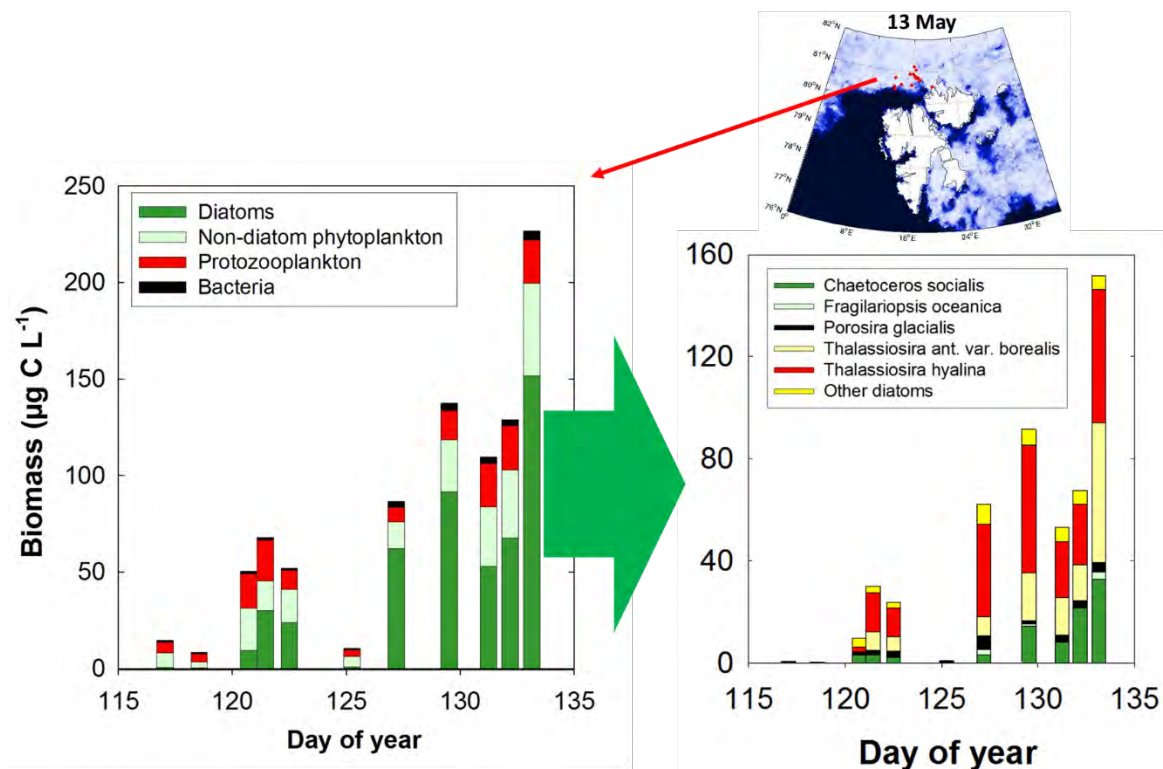 13 May
82°N
81°N
80°N
79°N
78°N
77°N
76°N
0°
8°E
16°E
24°E
32°E
Biomass (µg C L⁻¹)
250
200
150
100
50
0
Diatoms
Non-diatom phytoplankton
Protozooplankton
Bacteria
115 120 125 130 135
Day of year
160
120
80
40
0
Chaetoceros socialis
Fragilariopsis oceanica
Porosira glacialis
Thalassiosira ant. var. borealis
Thalassiosira hyalina
Other diatoms
115 120 125 130 135
Day of year